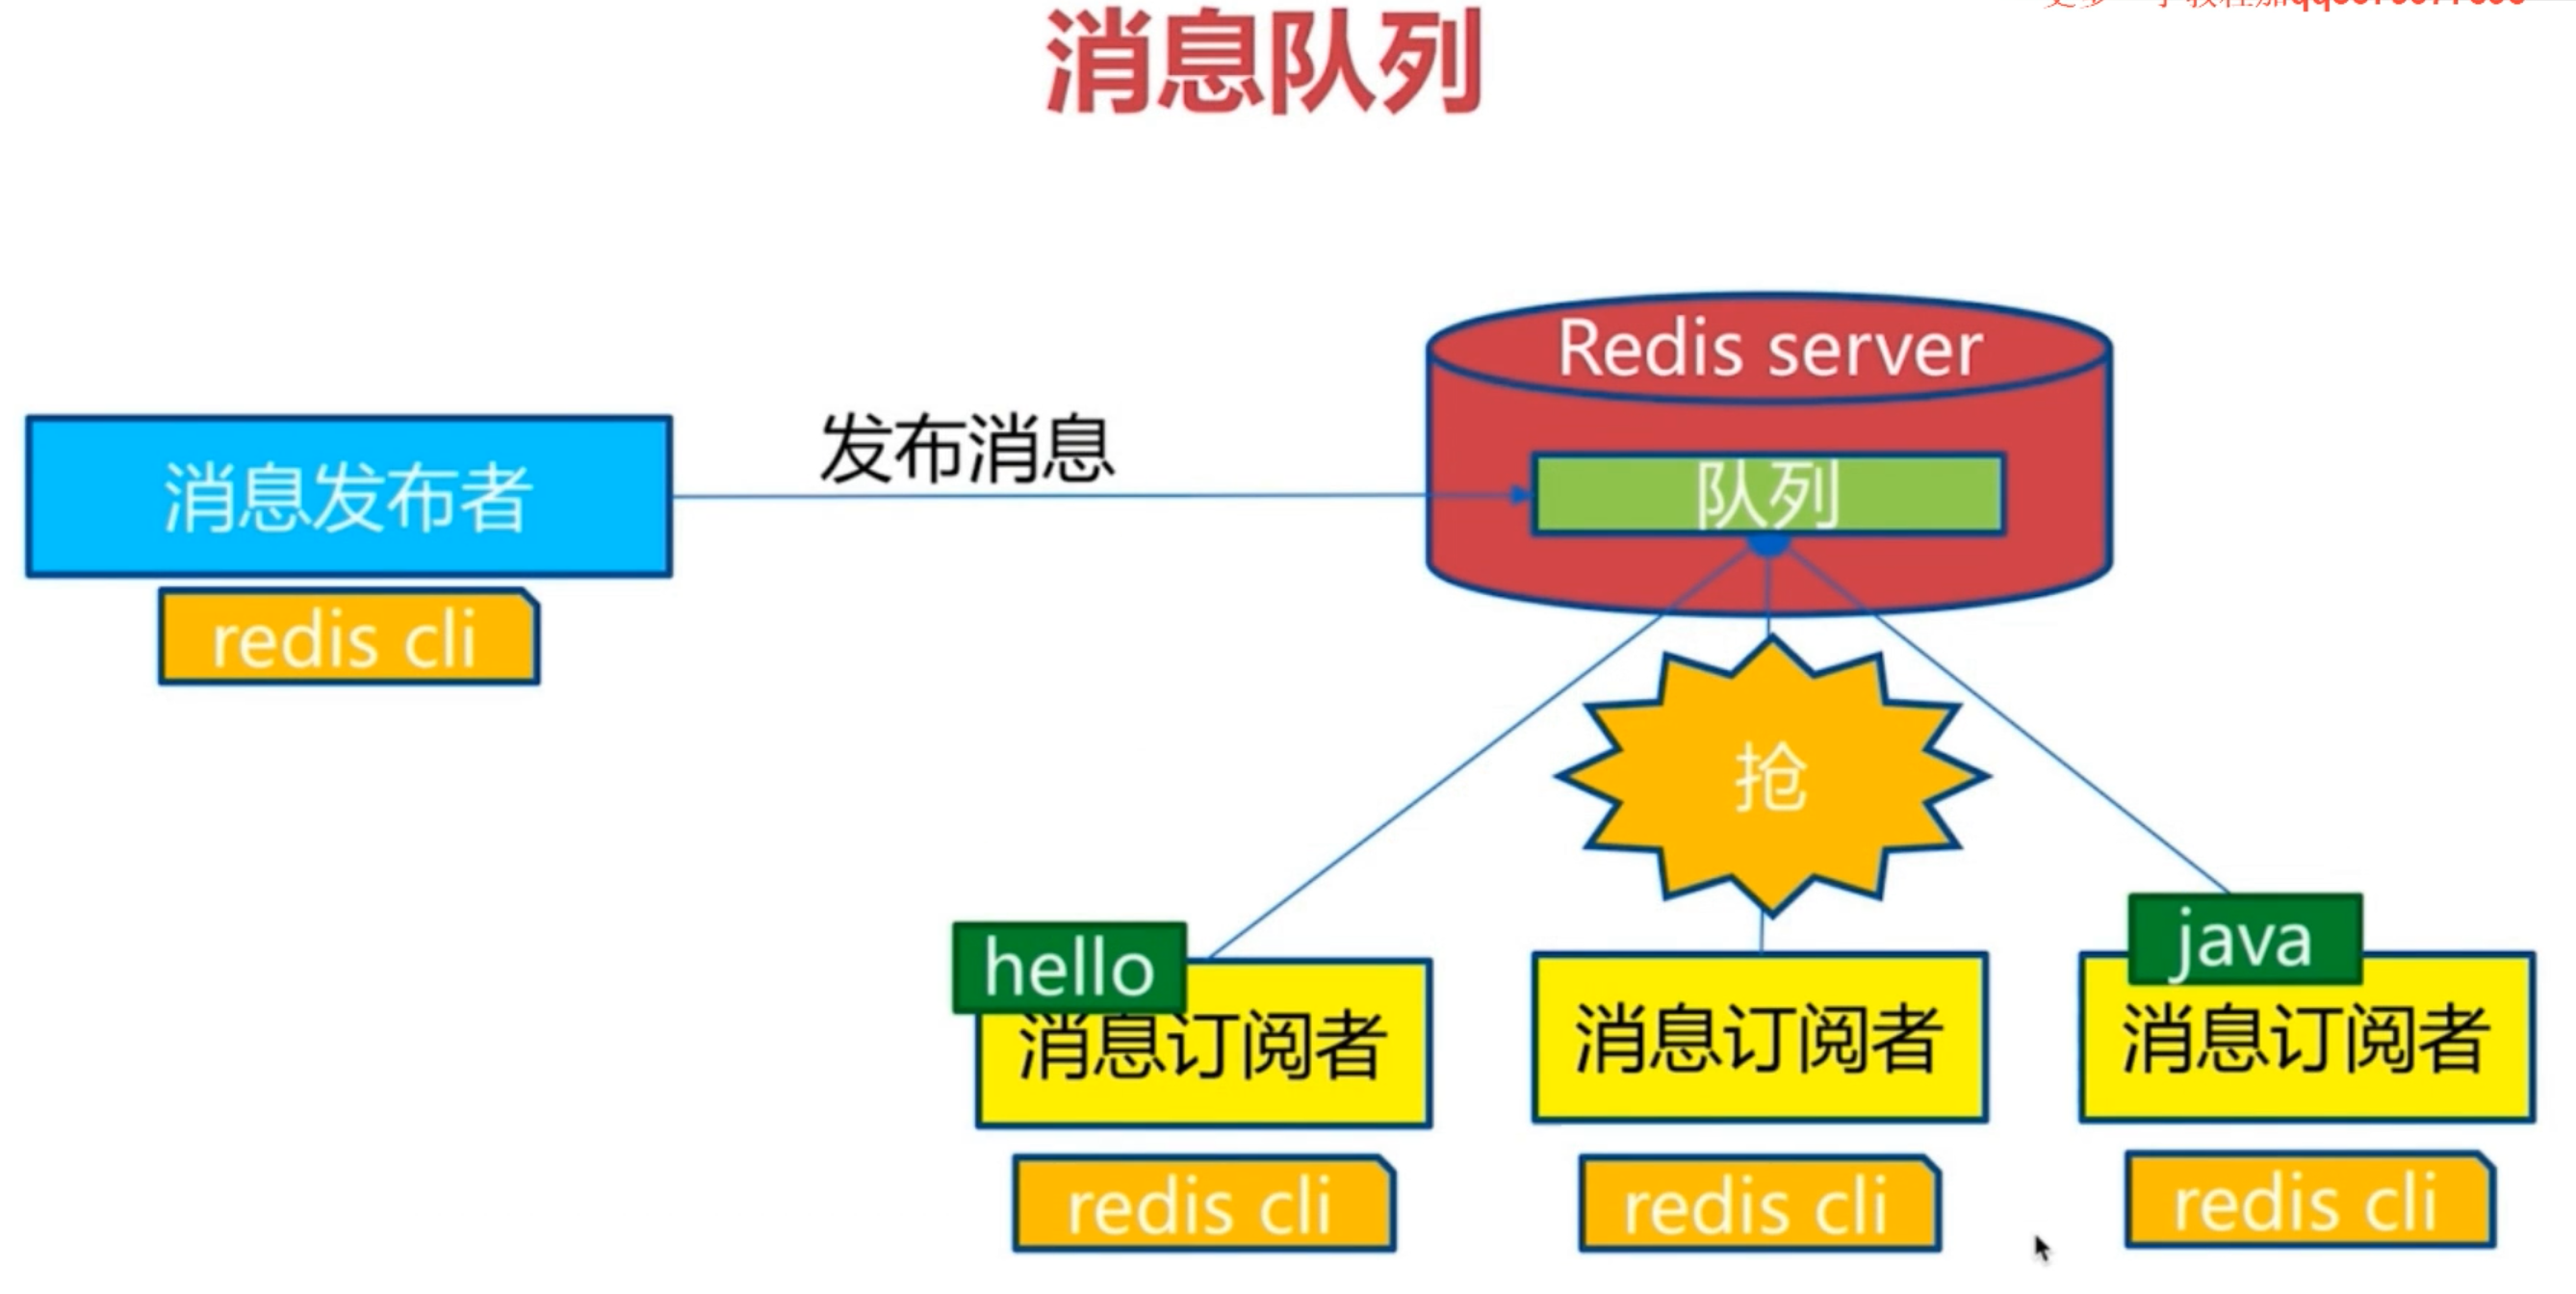 消息队列
Redis server
发布消息
消息发布者
队列
redis cli
抢
hello
java
消息订阅者
消息订阅者
消息订阅者
redis cli
redis cli
redis cli